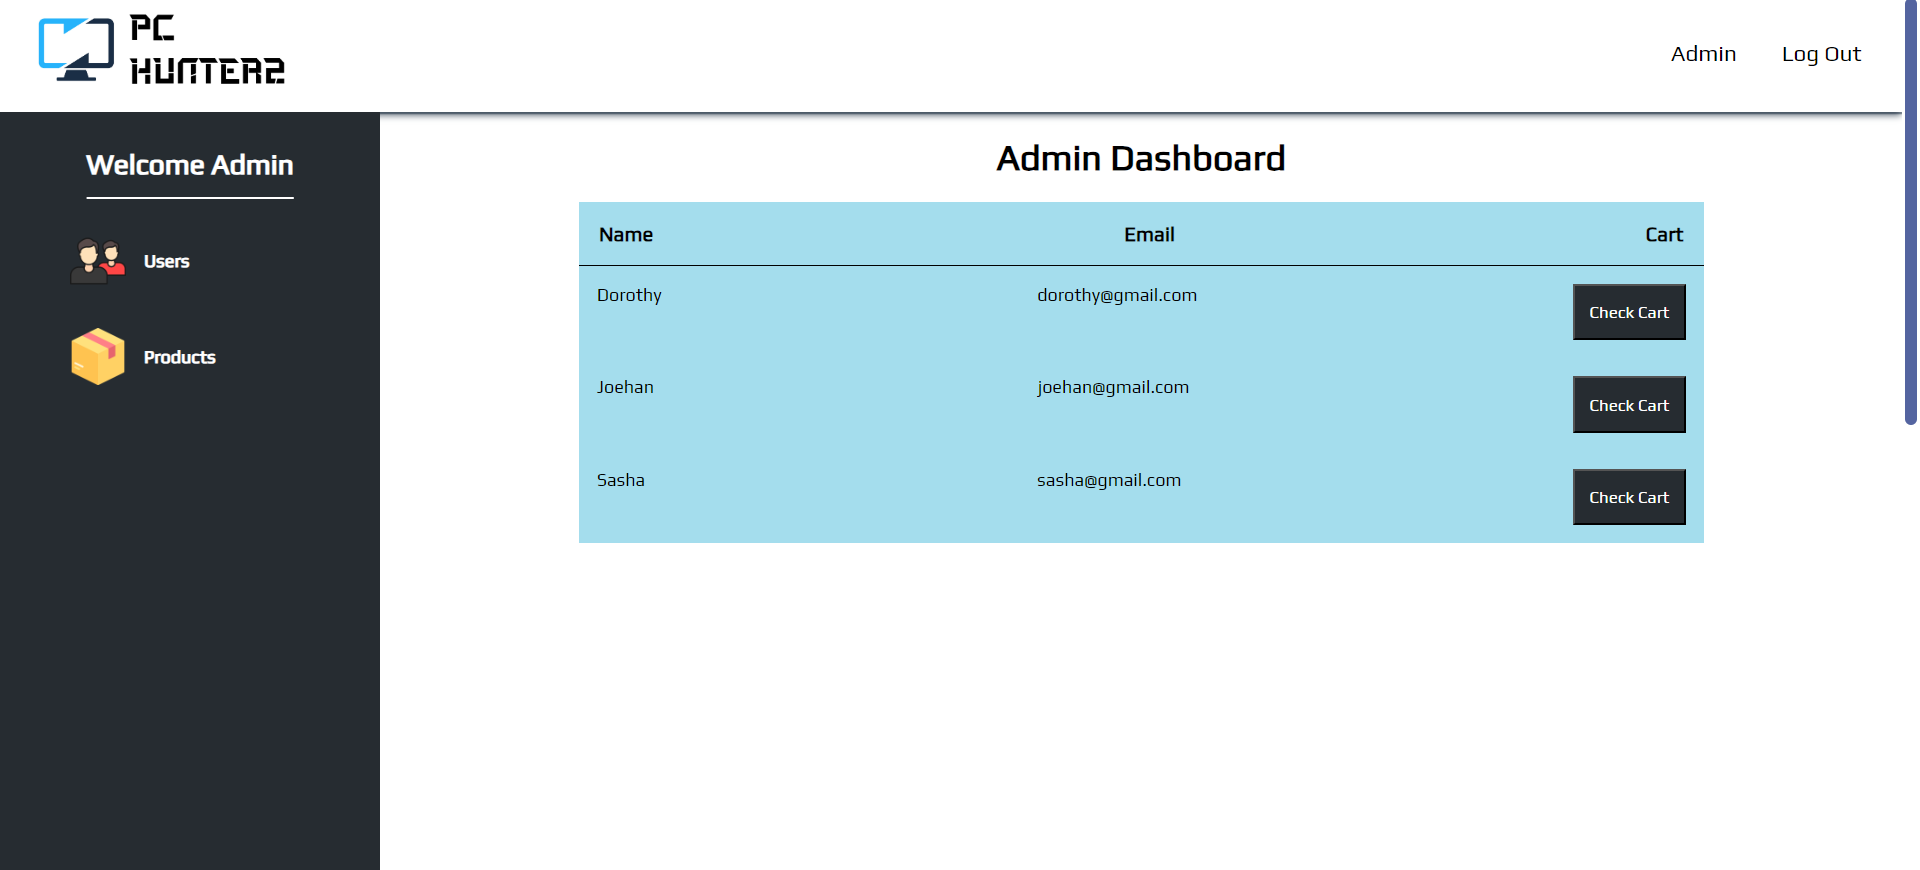 PC
HUNTERZ
Admin Log Out
Welcome Admin
Users
Products
Admin Dashboard
Name Email Cart
Dorothy dorothy@gmail.com Check Cart
Joehan joehan@gmail.com Check Cart
Sasha sasha@gmail.com Check Cart